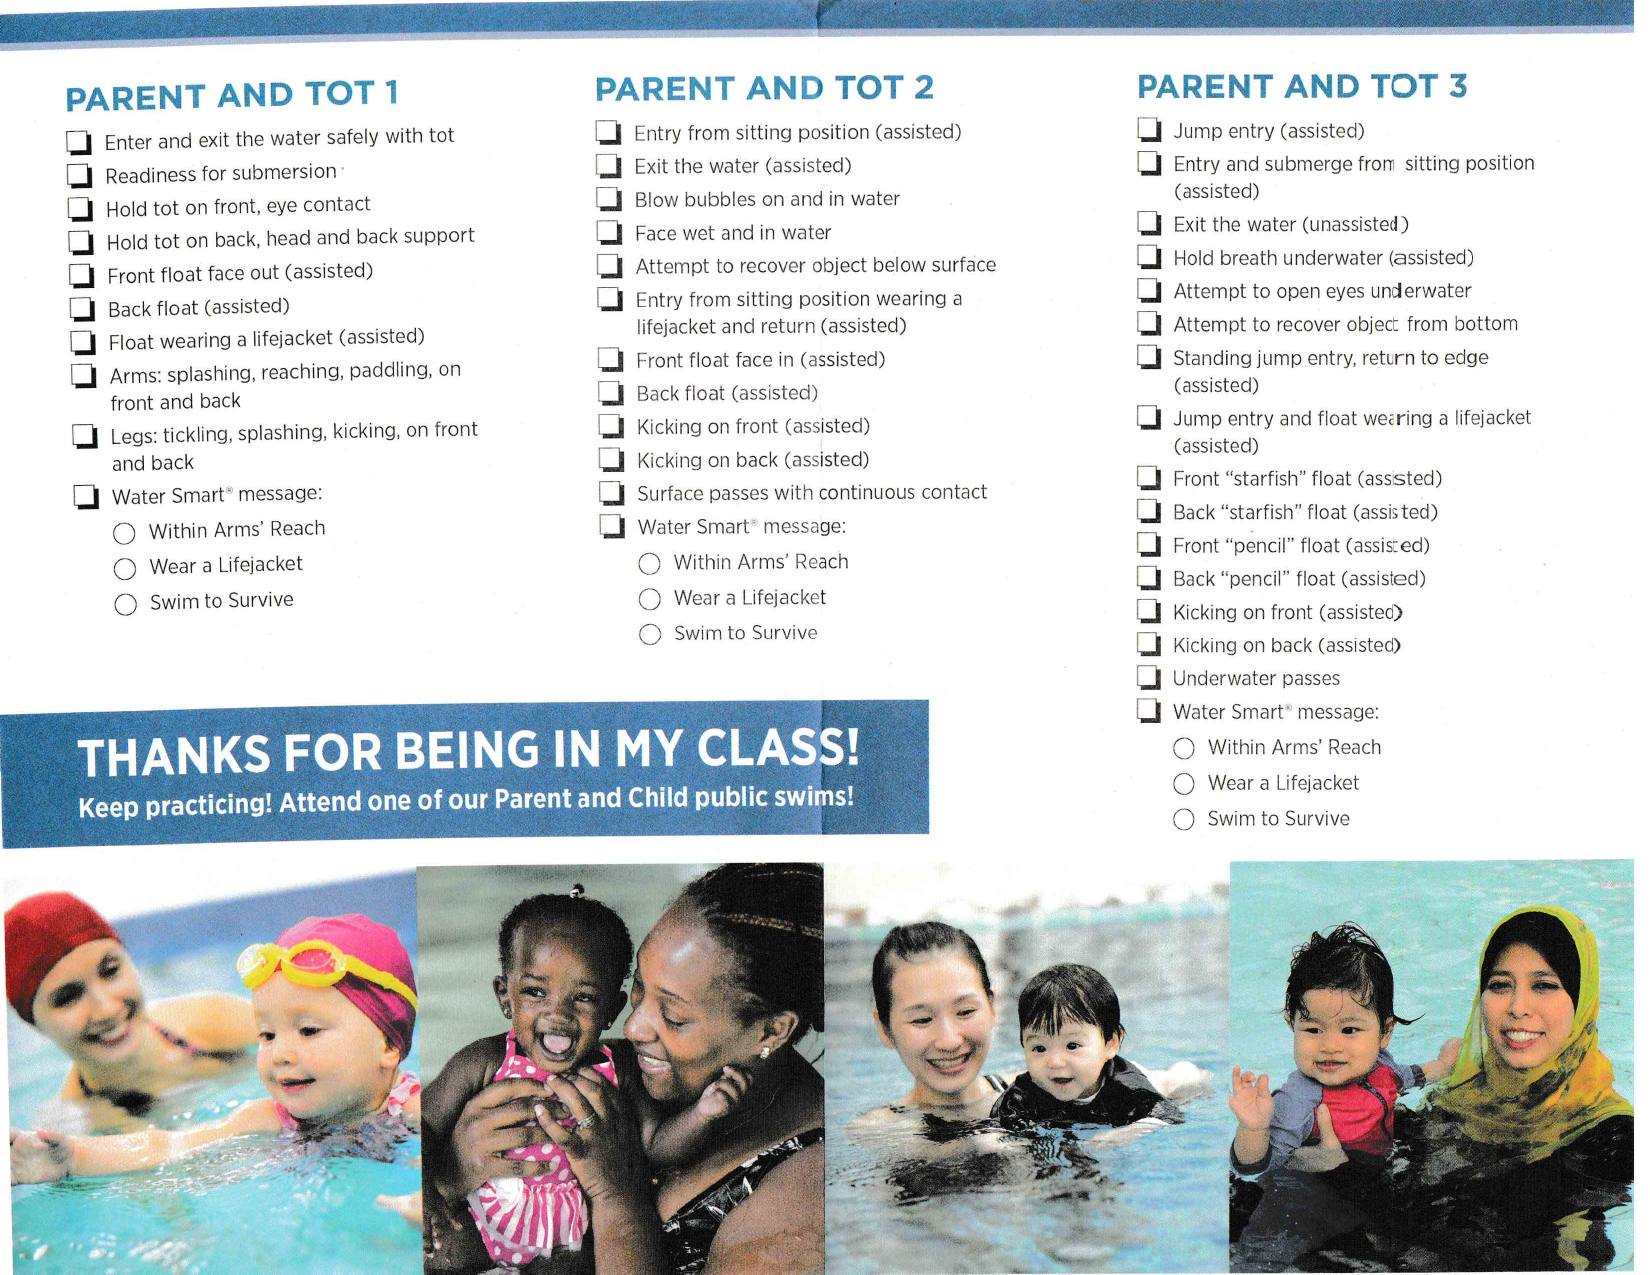 PARENT AND TOT 1
Enter and exit the water safely with tot
Readiness for submersion
Hold tot on front, eye contact
Hold tot on back, head and back support
Front float face out (assisted)
Back float (assisted)
Float wearing a lifejacket (assisted)
Arms: splashing, reaching, paddling, on
front and back
Legs: tickling, splashing, kicking, on front
and back
Water Smart® message:
Within Arms' Reach
Wear a Lifejacket
Swim to Survive
PARENT AND TOT 2
Entry from sitting position (assisted)
Exit the water (assisted)
Blow bubbles on and in water
Face wet and in water
Attempt to recover object below surface
Entry from sitting position wearing a
lifejacket and return (assisted)
Front float face in (assisted)
Back float (assisted)
Kicking on front (assisted)
Kicking on back (assisted)
Surface passes with continuous contact
Water Smart® message:
Within Arms' Reach
Wear a Lifejacket
Swim to Survive
PARENT AND TOT 3
Jump entry (assisted)
Entry and submerge from sitting position
(assisted)
Exit the water (unassisted)
Hold breath underwater (assisted)
Attempt to open eyes underwater
Attempt to recover object from bottom
Standing jump entry, return to edge
(assisted)
Jump entry and float wearing a lifejacket
(assisted)
Front “starfish” float (assisted)
Back “starfish” float (assisted)
Front “pencil” float (assisted)
Back “pencil” float (assisted)
Kicking on front (assisted)
Kicking on back (assisted)
Underwater passes
Water Smart® message:
Within Arms' Reach
Wear a Lifejacket
Swim to Survive
THANKS FOR BEING IN MY CLASS!
Keep practicing! Attend one of our Parent and Child public swims!